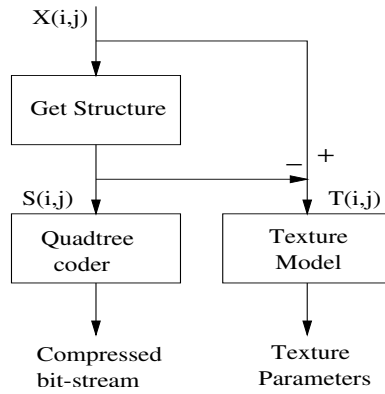 X(i,j)
Get Structure
− +
S(i,j) T(i,j)
Quadtree
coder
Texture
Model
Compressed
bit-stream
Texture
Parameters